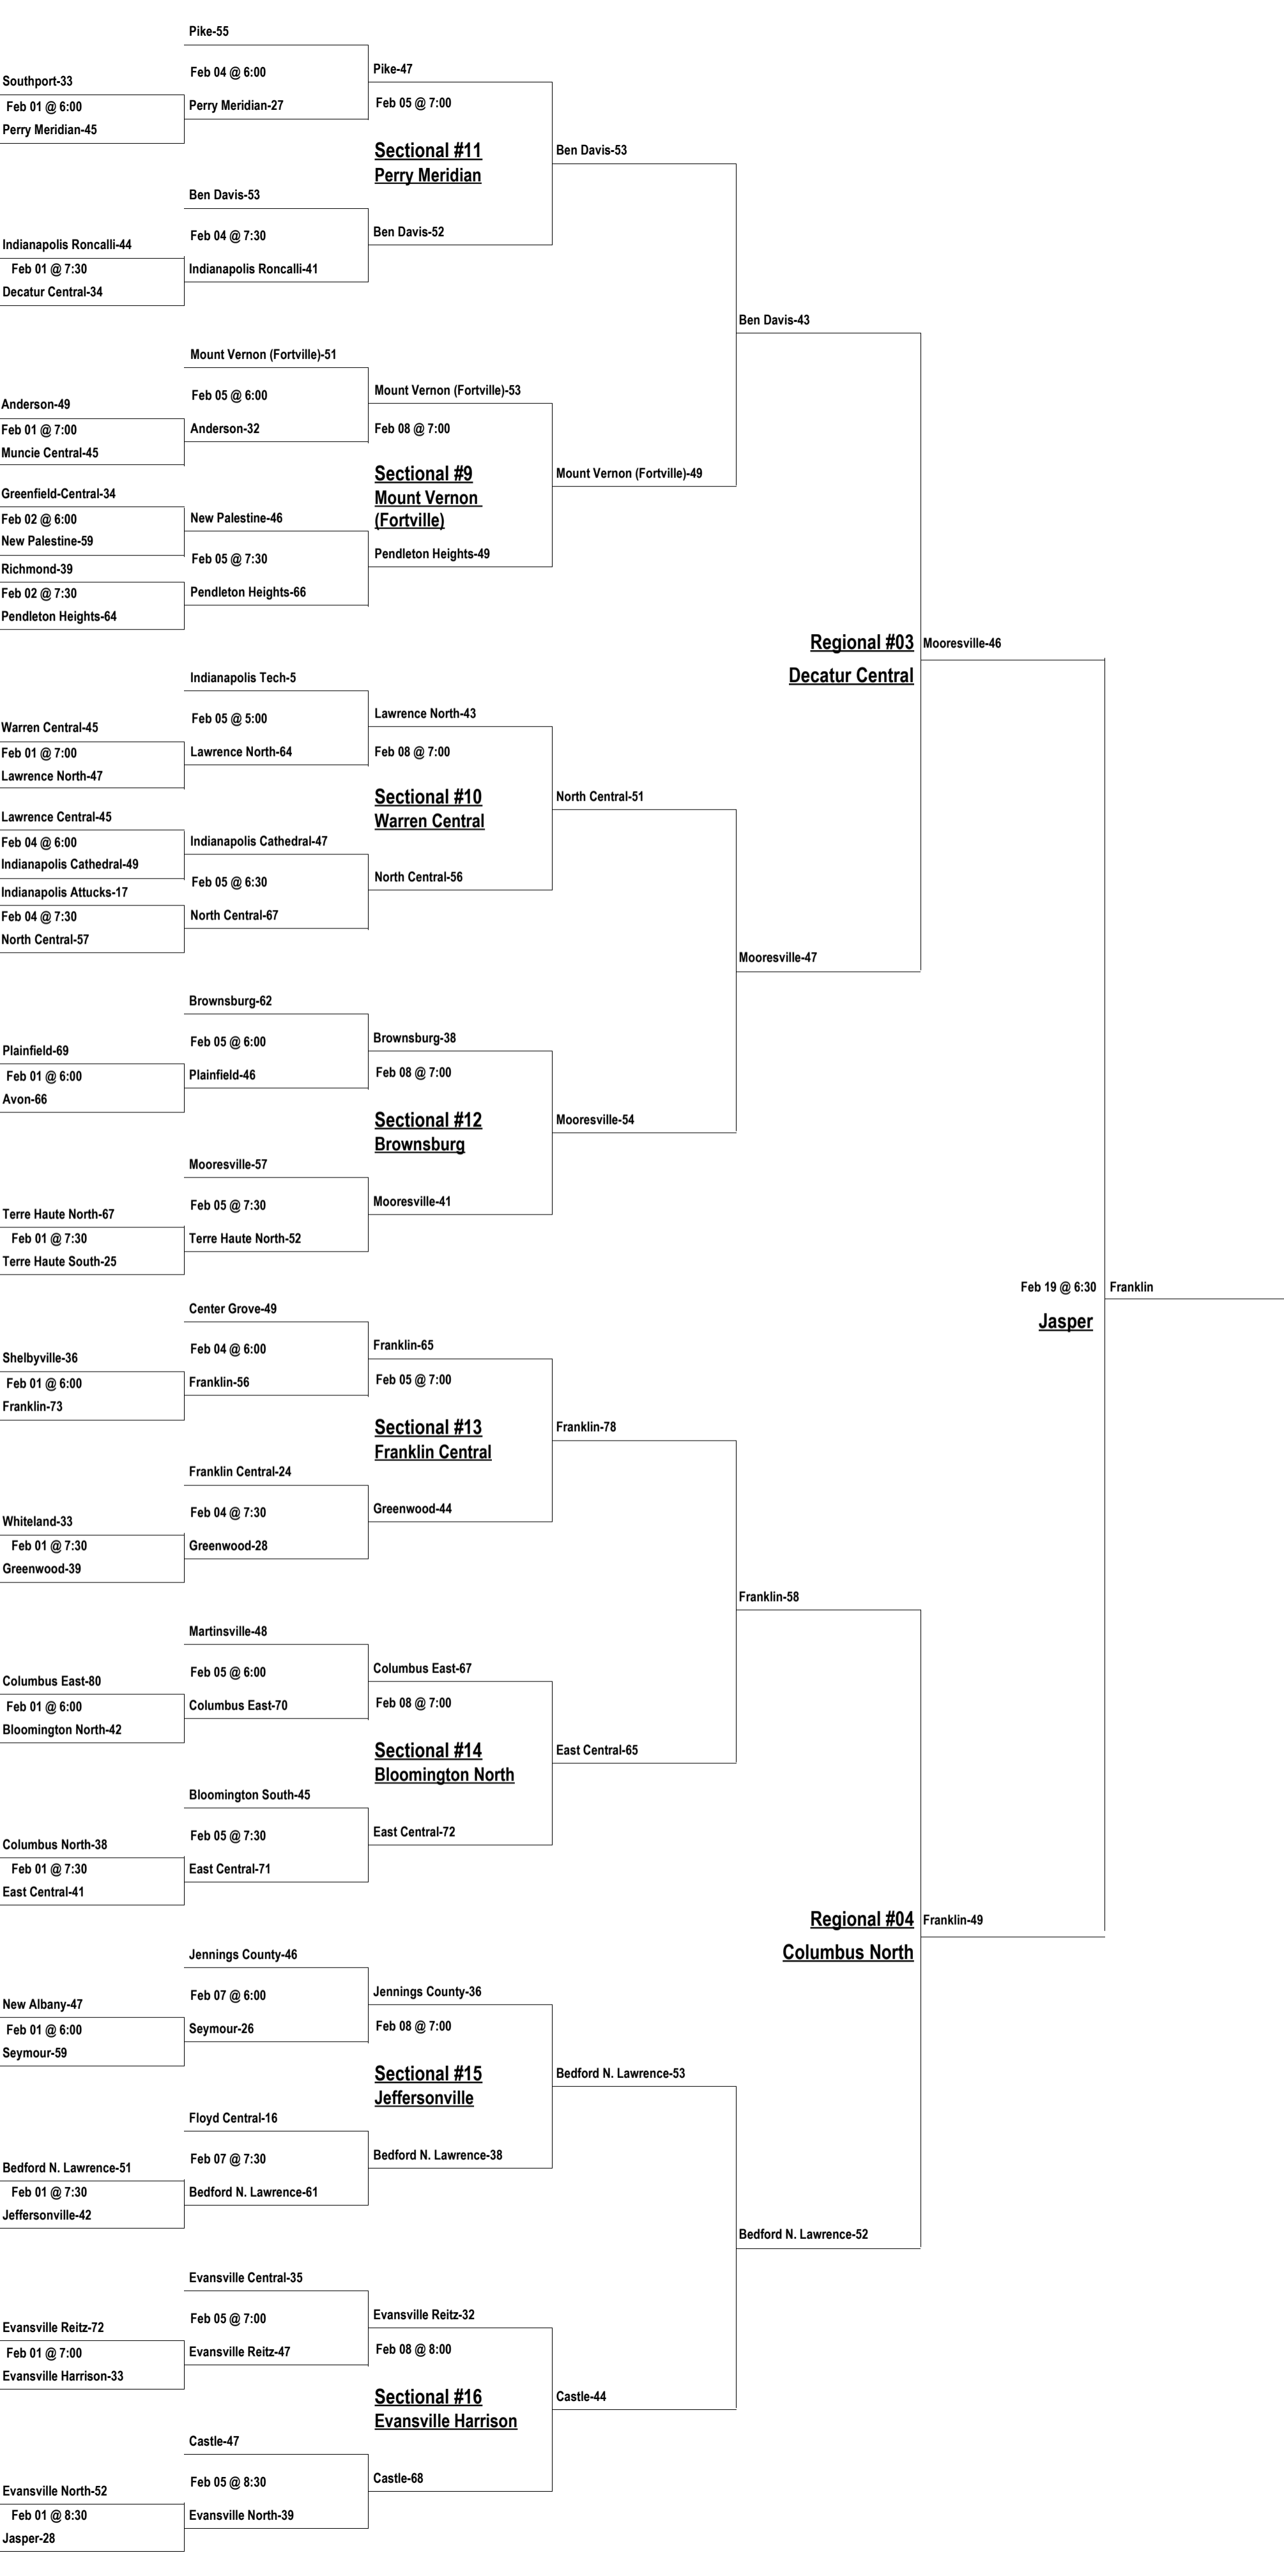 Pike-55
Southport-33
Feb 01 @ 6:00
Perry Meridian-45
Feb 04 @ 6:00
Perry Meridian-27
Pike-47
Feb 05 @ 7:00
Sectional #11
Perry Meridian
Ben Davis-53
Ben Davis-53
Indianapolis Roncalli-44
Feb 01 @ 7:30
Decatur Central-34
Feb 04 @ 7:30
Indianapolis Roncalli-41
Ben Davis-52
Ben Davis-43
Mount Vernon (Fortville)-51
Anderson-49
Feb 01 @ 7:00
Muncie Central-45
Feb 05 @ 6:00
Anderson-32
Mount Vernon (Fortville)-53
Feb 08 @ 7:00
Sectional #9
Mount Vernon
(Fortville)
Mount Vernon (Fortville)-49
Greenfield-Central-34
Feb 02 @ 6:00
New Palestine-59
Richmond-39
Feb 02 @ 7:30
Pendleton Heights-64
New Palestine-46
Feb 05 @ 7:30
Pendleton Heights-66
Pendleton Heights-49
Regional #03
Decatur Central
Mooresville-46
Indianapolis Tech-5
Warren Central-45
Feb 01 @ 7:00
Lawrence North-47
Feb 05 @ 5:00
Lawrence North-64
Lawrence North-43
Feb 08 @ 7:00
Sectional #10
Warren Central
North Central-51
Lawrence Central-45
Feb 04 @ 6:00
Indianapolis Cathedral-49
Indianapolis Attucks-17
Feb 04 @ 7:30
North Central-57
Indianapolis Cathedral-47
Feb 05 @ 6:30
North Central-67
North Central-56
Mooresville-47
Brownsburg-62
Plainfield-69
Feb 01 @ 6:00
Avon-66
Feb 05 @ 6:00
Plainfield-46
Brownsburg-38
Feb 08 @ 7:00
Sectional #12
Brownsburg
Mooresville-54
Mooresville-57
Terre Haute North-67
Feb 01 @ 7:30
Terre Haute South-25
Feb 05 @ 7:30
Terre Haute North-52
Mooresville-41
Feb 19 @ 6:30
Jasper
Franklin
Center Grove-49
Shelbyville-36
Feb 01 @ 6:00
Franklin-73
Feb 04 @ 6:00
Franklin-56
Franklin-65
Feb 05 @ 7:00
Sectional #13
Franklin Central
Franklin-78
Franklin Central-24
Whiteland-33
Feb 01 @ 7:30
Greenwood-39
Feb 04 @ 7:30
Greenwood-28
Greenwood-44
Franklin-58
Martinsville-48
Columbus East-80
Feb 01 @ 6:00
Bloomington North-42
Feb 05 @ 6:00
Columbus East-70
Columbus East-67
Feb 08 @ 7:00
Sectional #14
Bloomington North
East Central-65
Bloomington South-45
Columbus North-38
Feb 01 @ 7:30
East Central-41
Feb 05 @ 7:30
East Central-71
East Central-72
Regional #04
Columbus North
Franklin-49
Jennings County-46
New Albany-47
Feb 01 @ 6:00
Seymour-59
Feb 07 @ 6:00
Seymour-26
Jennings County-36
Feb 08 @ 7:00
Sectional #15
Jeffersonville
Bedford N. Lawrence-53
Floyd Central-16
Bedford N. Lawrence-51
Feb 01 @ 7:30
Jeffersonville-42
Feb 07 @ 7:30
Bedford N. Lawrence-61
Bedford N. Lawrence-38
Bedford N. Lawrence-52
Evansville Central-35
Evansville Reitz-72
Feb 01 @ 7:00
Evansville Harrison-33
Feb 05 @ 7:00
Evansville Reitz-47
Evansville Reitz-32
Feb 08 @ 8:00
Sectional #16
Evansville Harrison
Castle-44
Castle-47
Evansville North-52
Feb 01 @ 8:30
Jasper-28
Feb 05 @ 8:30
Evansville North-39
Castle-68